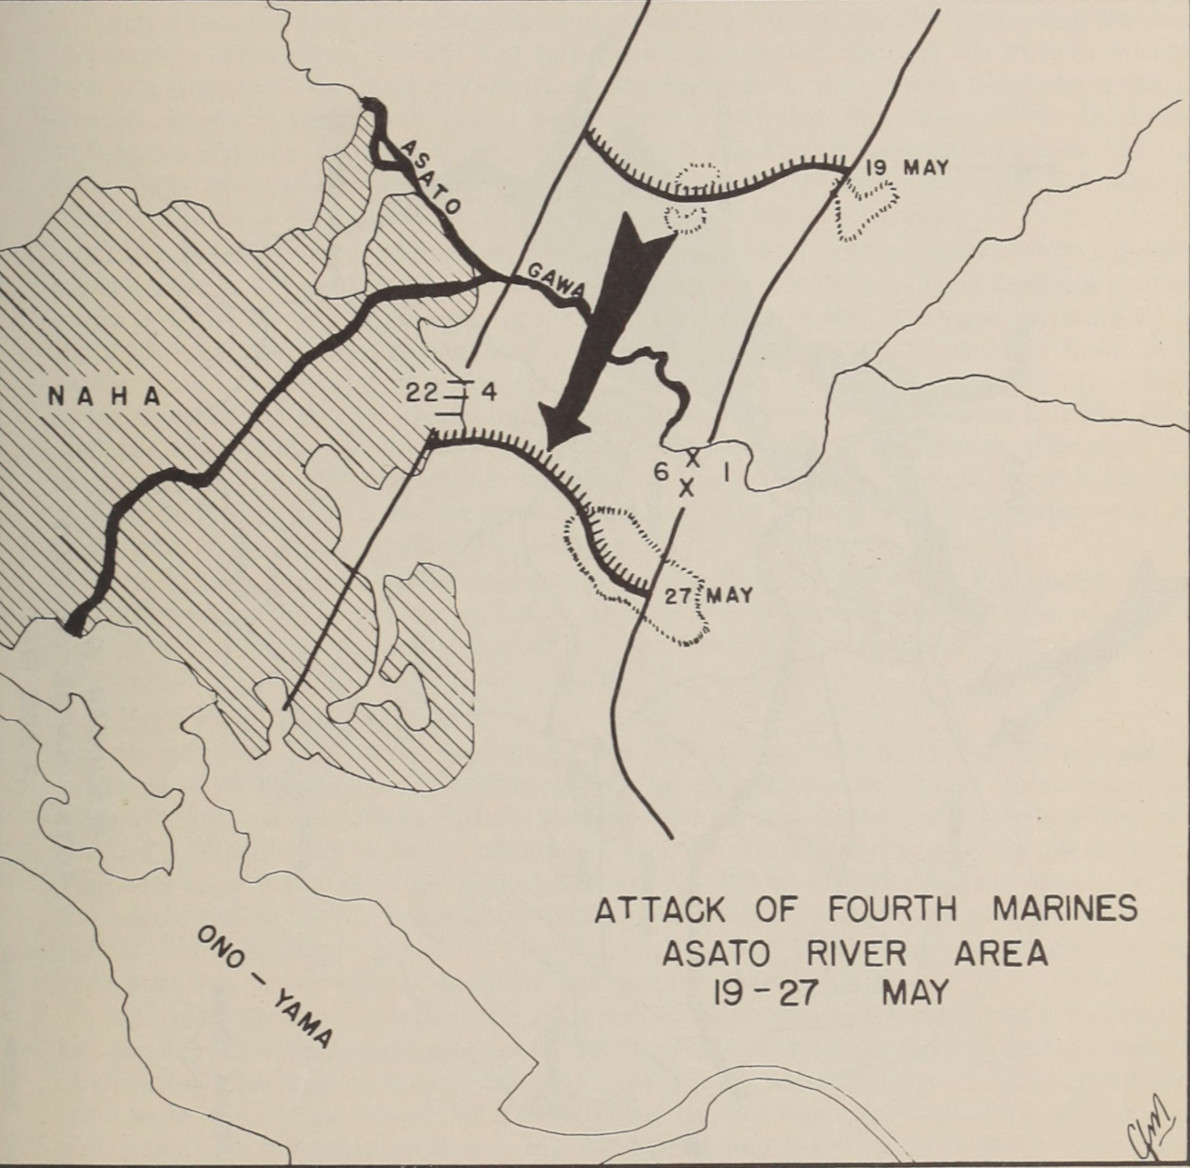 ASATO
GAWA
19 MAY
NAHA
22 4
6 X 1
X
27 MAY
ATTACK OF FOURTH MARINES
ASATO RIVER AREA
19-27 MAY
ONO-YAMA